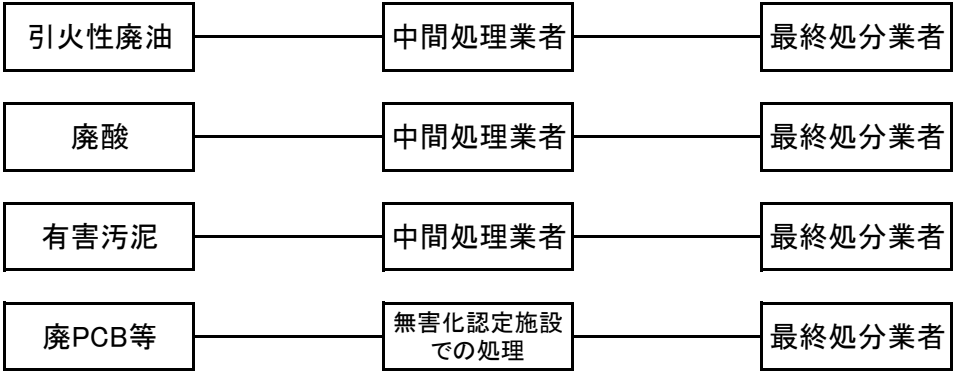 引火性廃油
中間処理業者
最終処分業者
廃酸
中間処理業者
最終処分業者
有害汚泥
中間処理業者
最終処分業者
廃PCB等
無害化認定施設
での処理
最終処分業者